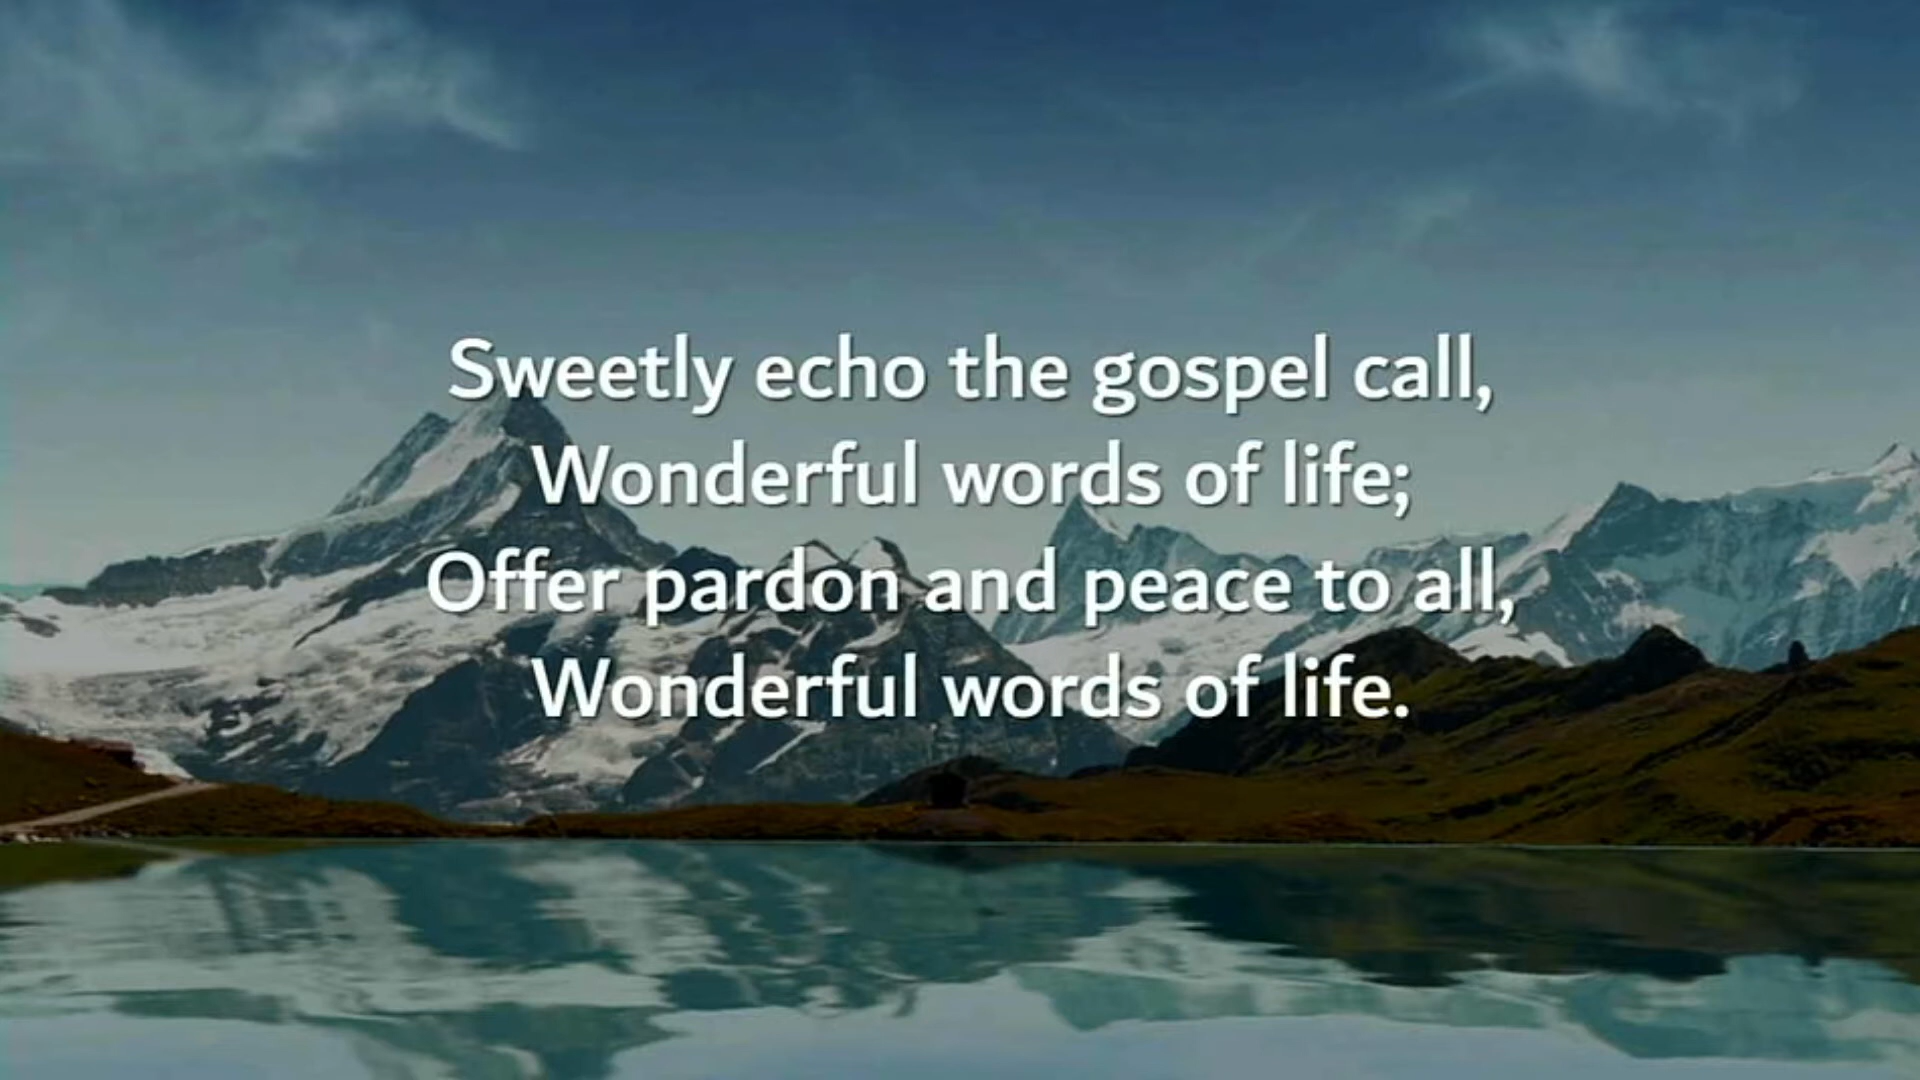 Sweetly echo the gospel call,
Wonderful words of life;
Offer pardon and peace to all,
Wonderful words of life.